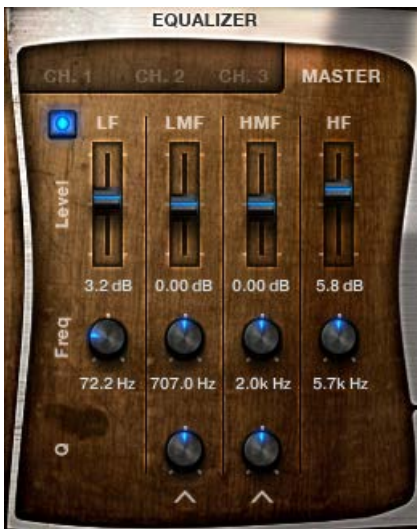 EQUALIZER
CH. 1 CH. 2 CH. 3 MASTER
LF LMF HMF HF
Level
3.2 dB 0.00 dB 0.00 dB 5.8 dB
Freq
72.2 Hz 707.0 Hz 2.0k Hz 5.7k Hz
Q